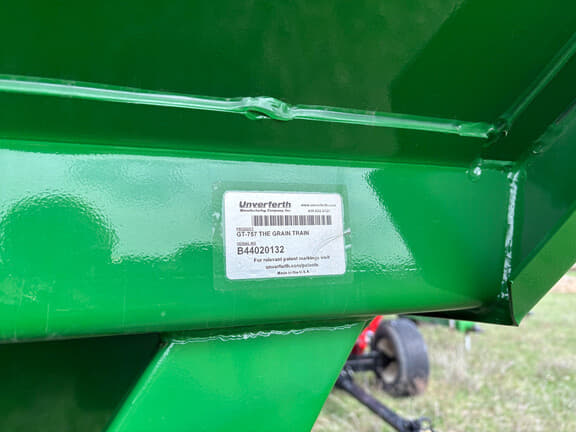 Unverferth www.unverferth.com
Manufacturing Company, Inc.
PRODUCT
GT-757 THE GRAIN TRAIN
SERIAL NO
B44020132
For relevant patent markings visit
unverferth.com/patents
Made in the U.S.A.